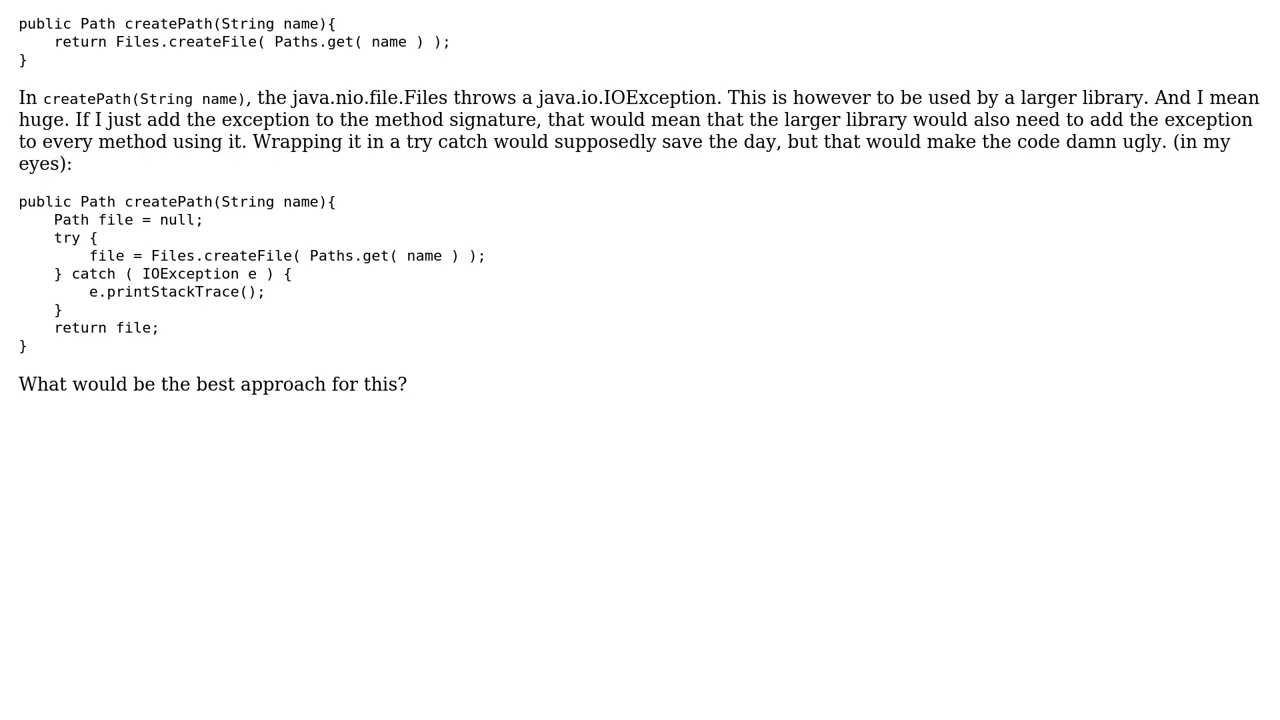 public Path createPath(String name){
    return Files.createFile( Paths.get( name ) );
}
In createPath(String name), the java.nio.file.Files throws a java.io.IOException. This is however to be used by a larger library. And I mean
huge. If I just add the exception to the method signature, that would mean that the larger library would also need to add the exception
to every method using it. Wrapping it in a try catch would supposedly save the day, but that would make the code damn ugly. (in my
eyes):
public Path createPath(String name){
    Path file = null;
    try {
        file = Files.createFile( Paths.get( name ) );
    } catch ( IOException e ) {
        e.printStackTrace();
    }
    return file;
}
What would be the best approach for this?